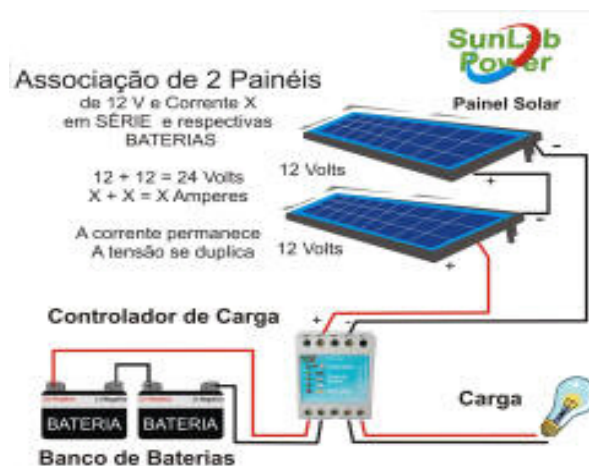 SunLab
Power
Associação de 2 Painéis
de 12 V e Corrente X
em SÉRIE e respectivas
BATERIAS
Painel Solar
12 + 12 = 24 Volts
X + X = X Amperes
12 Volts
A corrente permanece
A tensão se duplica
12 Volts
- 
+
-
+
Controlador de Carga
+ -
Carga
BATERIA BATERIA
Banco de Baterias